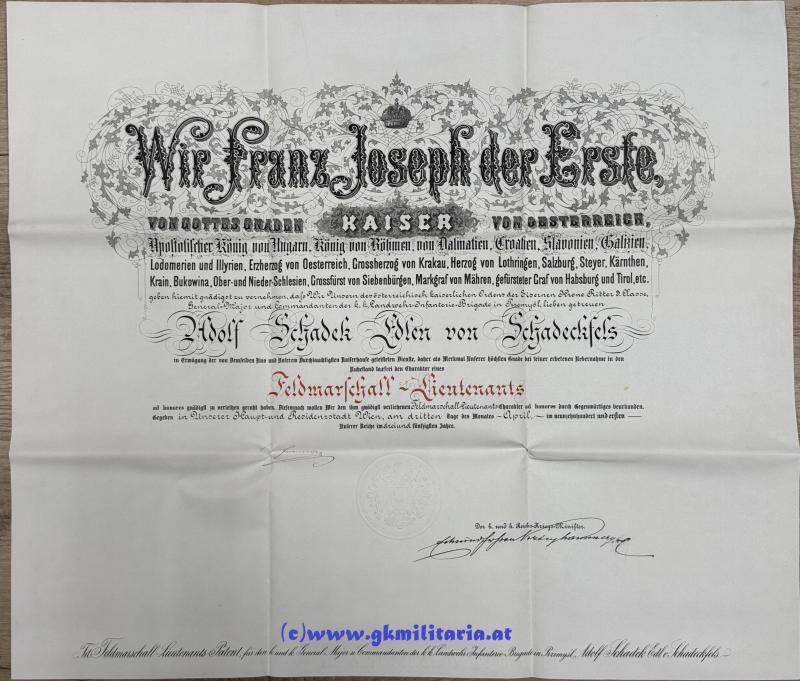 Wir Franz Joseph der Erste,
VON GOTTES GNADEN KAISER VON OESTERREICH,
Apostolischer König von Ungarn, König von Böhmen, von Dalmatien, Croatien, Slavonien, Galizien,
Lodomerien und Illyrien, Erzherzog von Oesterreich, Grossherzog von Krakau, Herzog von Lothringen, Salzburg, Steyer, Kärnthen,
Krain, Bukowina, Ober- und Nieder-Schlesien, Grossfürst von Siebenbürgen, Markgraf von Mähren, gefürsteter Graf von Habsburg und Tirol, etc.
geben hiemit gnädigst zu vernehmen, daß Wir Unsern des österreichisch kaiserlichen Ordens der Eisernen Krone Ritter 3. Classe,
General-Major und Commandanten der k. k. Landwehr-Infanterie-Brigade in Przemyśl, lieben getreuen
Adolf Schadek Edlen von Schadeckfels
in Erwägung der von Demselben Uns und Unserem Durchlauchtigsten Kaiserhause geleisteten Dienste, daher als Merkmal Unserer höchsten Gnade bei seiner erbetenen Uebernahme in den
Ruhestand taxfrei den Charakter eines
Feldmarschall-Lieutenants
ad honores gnädigst zu verleihen geruht haben. Diesemnach wollen Wir den ihm gnädigst verliehenen Feldmarschall-Lieutenants-Charakter ad honores durch Gegenwärtiges beurkunden.
Gegeben in Unserer Haupt- und Residenzstadt Wien, am dritten Tage des Monates April, im neunzehnhundert und ersten
Unserer Reiche im drei und fünfzigsten Jahre.
Der k. und k. Reichs-Kriegs-Minister.
(c)www.gkmilitaria.at
Tit. Feldmarschall-Lieutenants Patent, für den k. und k. General-Major u. Commandanten der k. k. Landwehr-Infanterie-Brigade in Przemyśl, Adolf Schadek Edl. v. Schadeckfels.